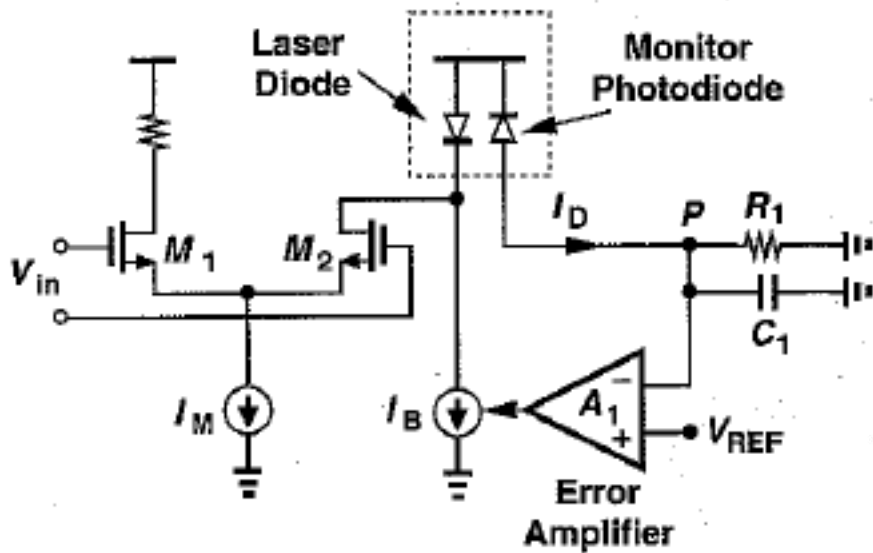 Laser
Diode
Monitor
Photodiode
I_D
P
R_1
V_in
M_1
M_2
C_1
I_M
I_B
A_1
−
+
V_REF
Error
Amplifier